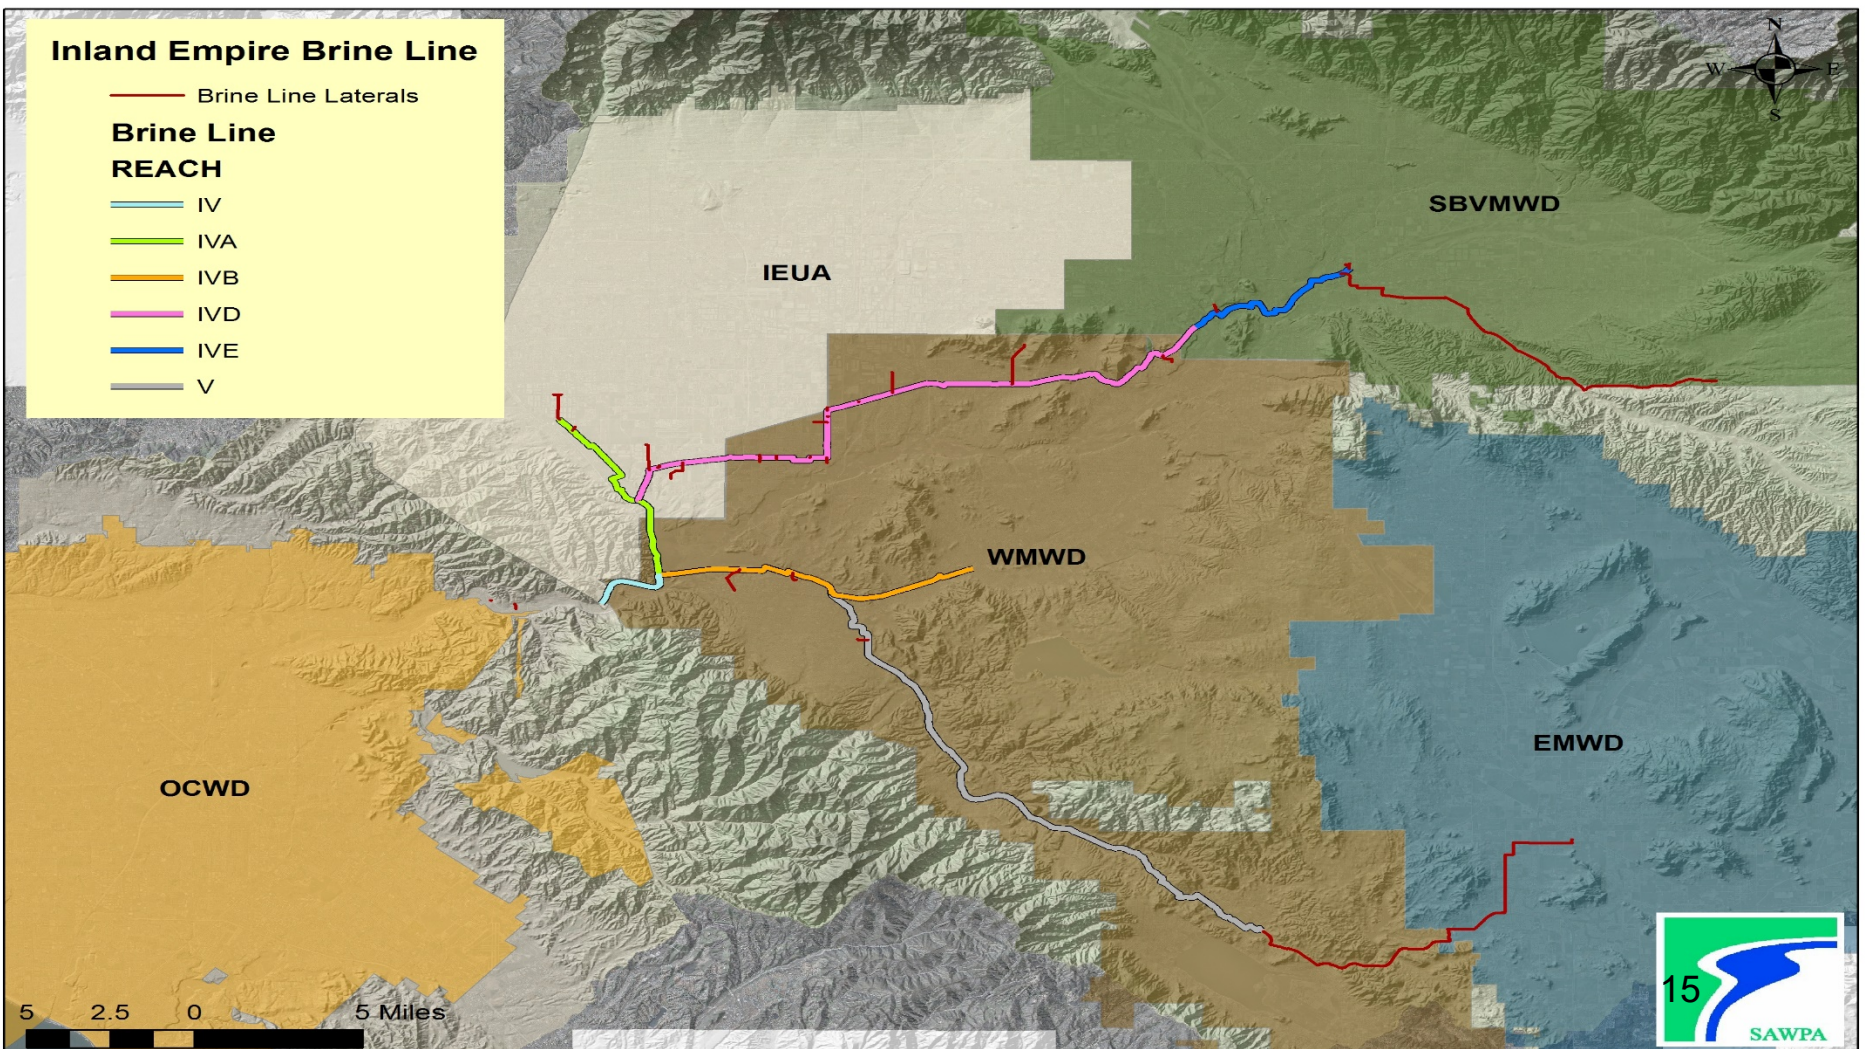 Inland Empire Brine Line
Brine Line Laterals
Brine Line
REACH
IV
IVA
IVB
IVD
IVE
V
N
W E
S
SBVMWD
IEUA
WMWD
EMWD
OCWD
5 2.5 0 5 Miles
15
SAWPA